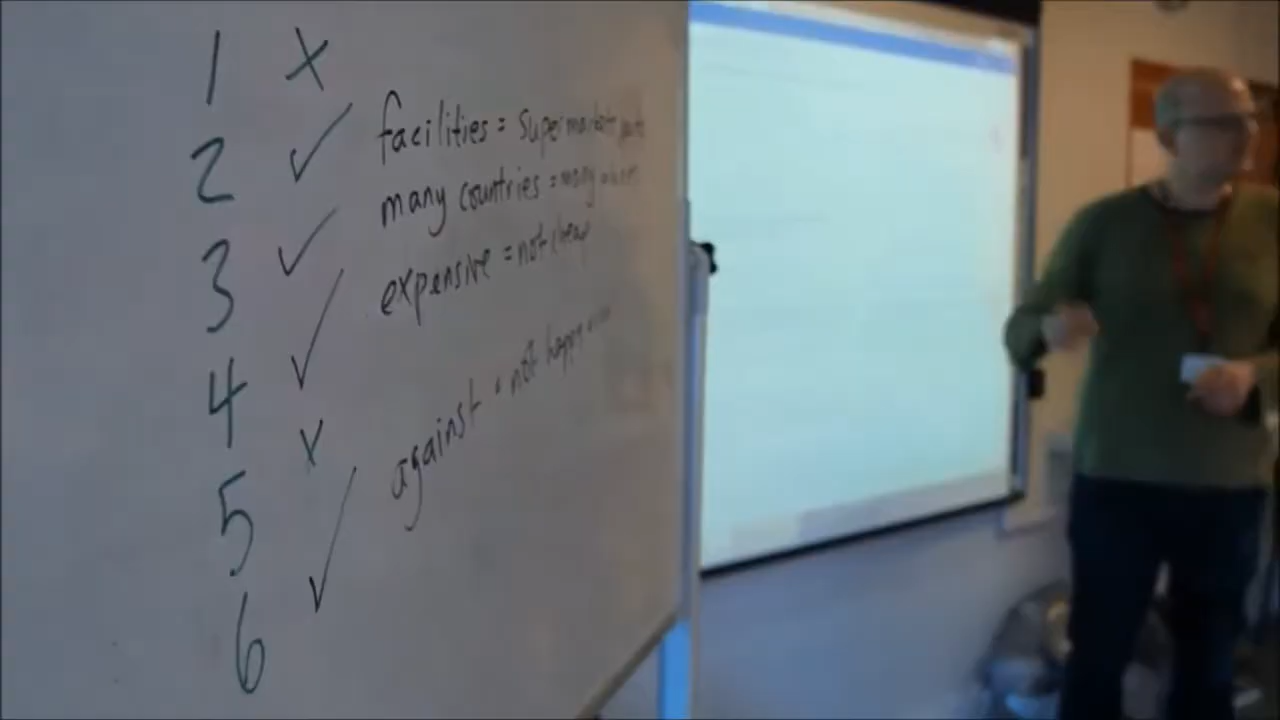 1 ✗
2 ✓ facilities = supermarket
3 ✓ many countries = many
4 ✓ expensive = not cheap
5 ✗
6 ✓ against = not happy